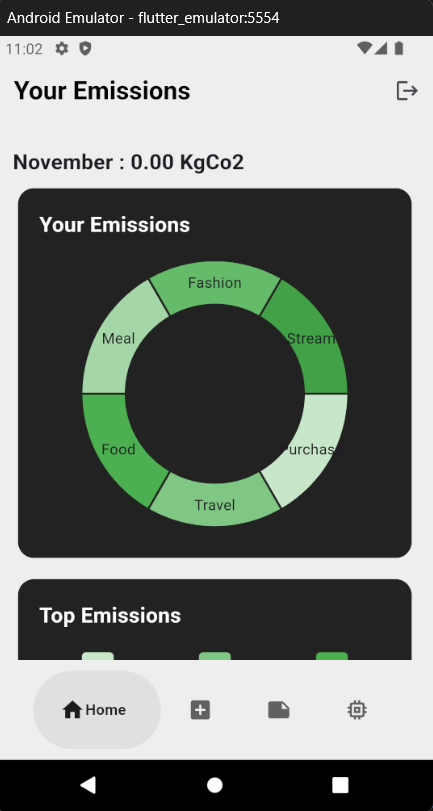 Android Emulator - flutter_emulator:5554
11:02
Your Emissions
November : 0.00 KgCo2
Your Emissions
Fashion
Meal
Stream
Food
Purchase
Travel
Top Emissions
Home